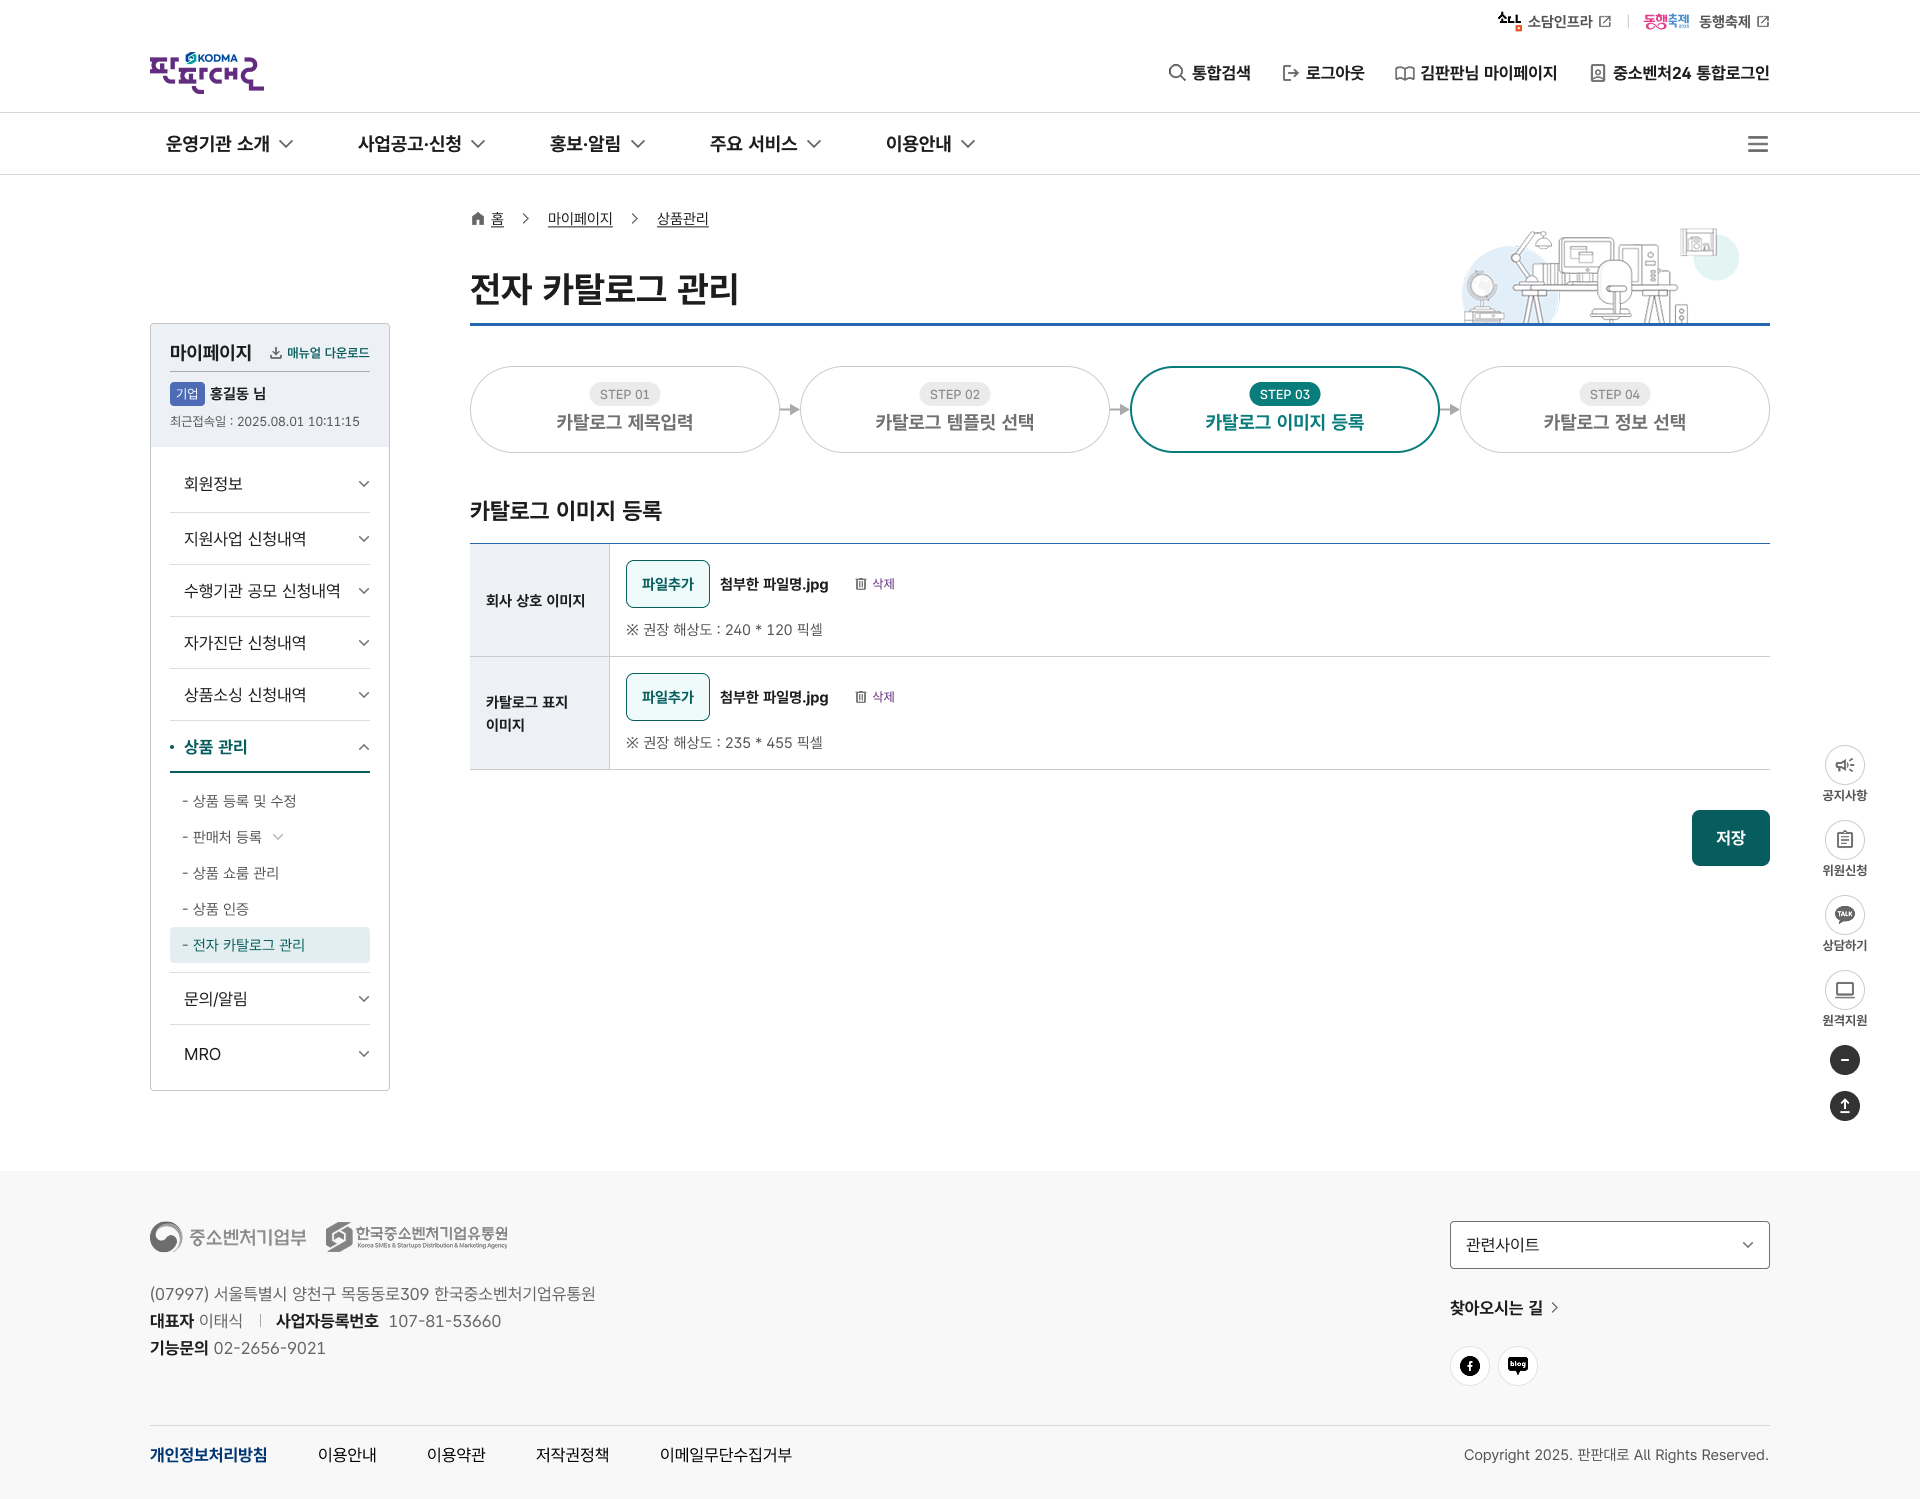 소담인프라
동행축제 2025 동행축제
KODMA
판판대로
통합검색
로그아웃
김판판님 마이페이지
중소벤처24 통합로그인
운영기관 소개
사업공고·신청
홍보·알림
주요 서비스
이용안내
홈
마이페이지
상품관리
전자 카탈로그 관리
마이페이지
매뉴얼 다운로드
기업 홍길동 님
최근접속일 : 2025.08.01 10:11:15
회원정보
지원사업 신청내역
수행기관 공모 신청내역
자가진단 신청내역
상품소싱 신청내역
• 상품 관리
- 상품 등록 및 수정
- 판매처 등록
- 상품 쇼룸 관리
- 상품 인증
- 전자 카탈로그 관리
문의/알림
MRO
STEP 01
카탈로그 제목입력
STEP 02
카탈로그 템플릿 선택
STEP 03
카탈로그 이미지 등록
STEP 04
카탈로그 정보 선택
카탈로그 이미지 등록
회사 상호 이미지
파일추가 첨부한 파일명.jpg 삭제
※ 권장 해상도 : 240 * 120 픽셀
카탈로그 표지
이미지
파일추가 첨부한 파일명.jpg 삭제
※ 권장 해상도 : 235 * 455 픽셀
저장
공지사항
위원신청
TALK
상담하기
원격지원
중소벤처기업부
한국중소벤처기업유통원
Korea SMEs & Startups Distribution & Marketing Agency
(07997) 서울특별시 양천구 목동동로309 한국중소벤처기업유통원
대표자 이태식 | 사업자등록번호 107-81-53660
기능문의 02-2656-9021
관련사이트
찾아오시는 길
blog
개인정보처리방침
이용안내
이용약관
저작권정책
이메일무단수집거부
Copyright 2025. 판판대로 All Rights Reserved.